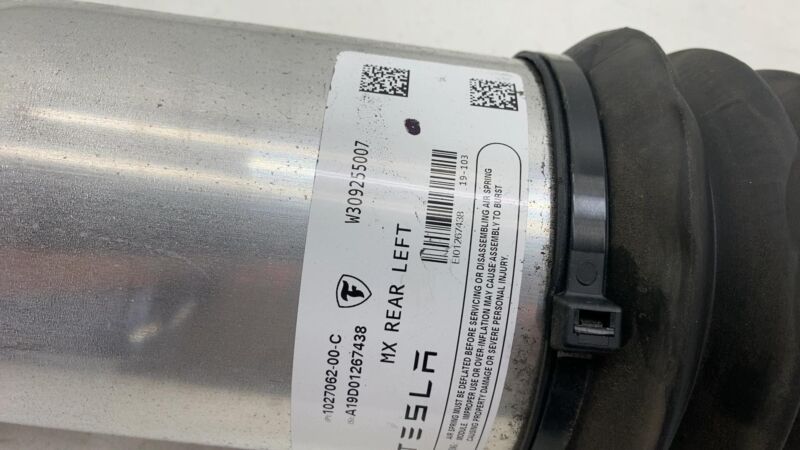 W309255007
P)1027062-00-C
(S)A19D01267438
MX REAR LEFT
TESLA
E101267438
19-103
AIR SPRING MUST BE DEFLATED BEFORE SERVICING OR DISASSEMBLING AIR SPRING
MODULE. IMPROPER USE OR OVER-INFLATION MAY CAUSE ASSEMBLY TO BURST
CAUSING PROPERTY DAMAGE OR SEVERE PERSONAL INJURY.